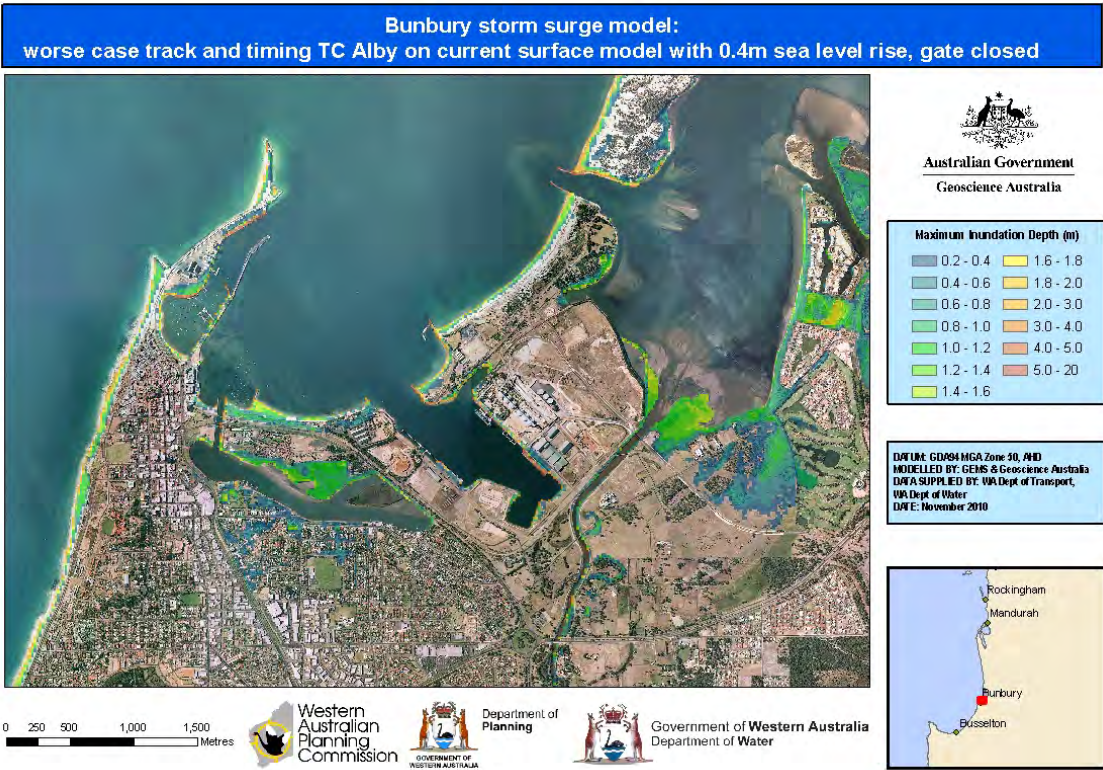 Bunbury storm surge model:
worse case track and timing TC Alby on current surface model with 0.4m sea level rise, gate closed
Australian Government
Geoscience Australia
Maximum Inundation Depth (m)
0.2 - 0.4
0.4 - 0.6
0.6 - 0.8
0.8 - 1.0
1.0 - 1.2
1.2 - 1.4
1.4 - 1.6
1.6 - 1.8
1.8 - 2.0
2.0 - 3.0
3.0 - 4.0
4.0 - 5.0
5.0 - 20
DATUM: GDA94 MGA Zone 50, AHD
MODELLED BY: GEMS & Geoscience Australia
DATA SUPPLIED BY: WA Dept of Transport,
WA Dept of Water
DATE: November 2010
Rockingham
Mandurah
Bunbury
Busselton
0 250 500 1,000 1,500
Metres
Western
Australian
Planning
Commission
GOVERNMENT OF
WESTERN AUSTRALIA
Department of
Planning
Government of Western Australia
Department of Water